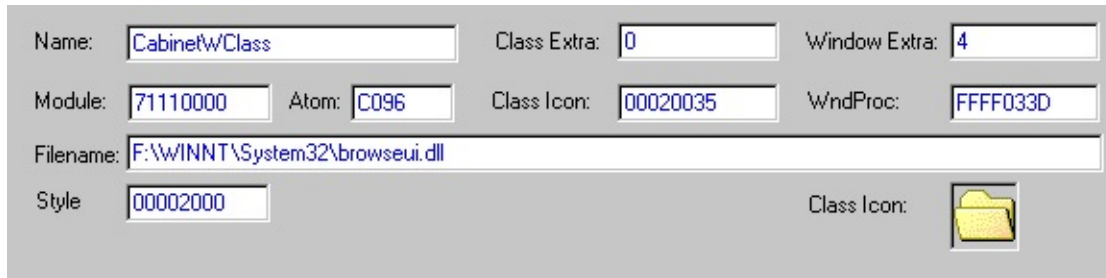 Name: CabinetWClass Class Extra: 0 Window Extra: 4
Module: 71110000 Atom: C096 Class Icon: 00020035 WndProc: FFFF033D
Filename: F:\WINNT\System32\browseui.dll
Style 00002000 Class Icon: